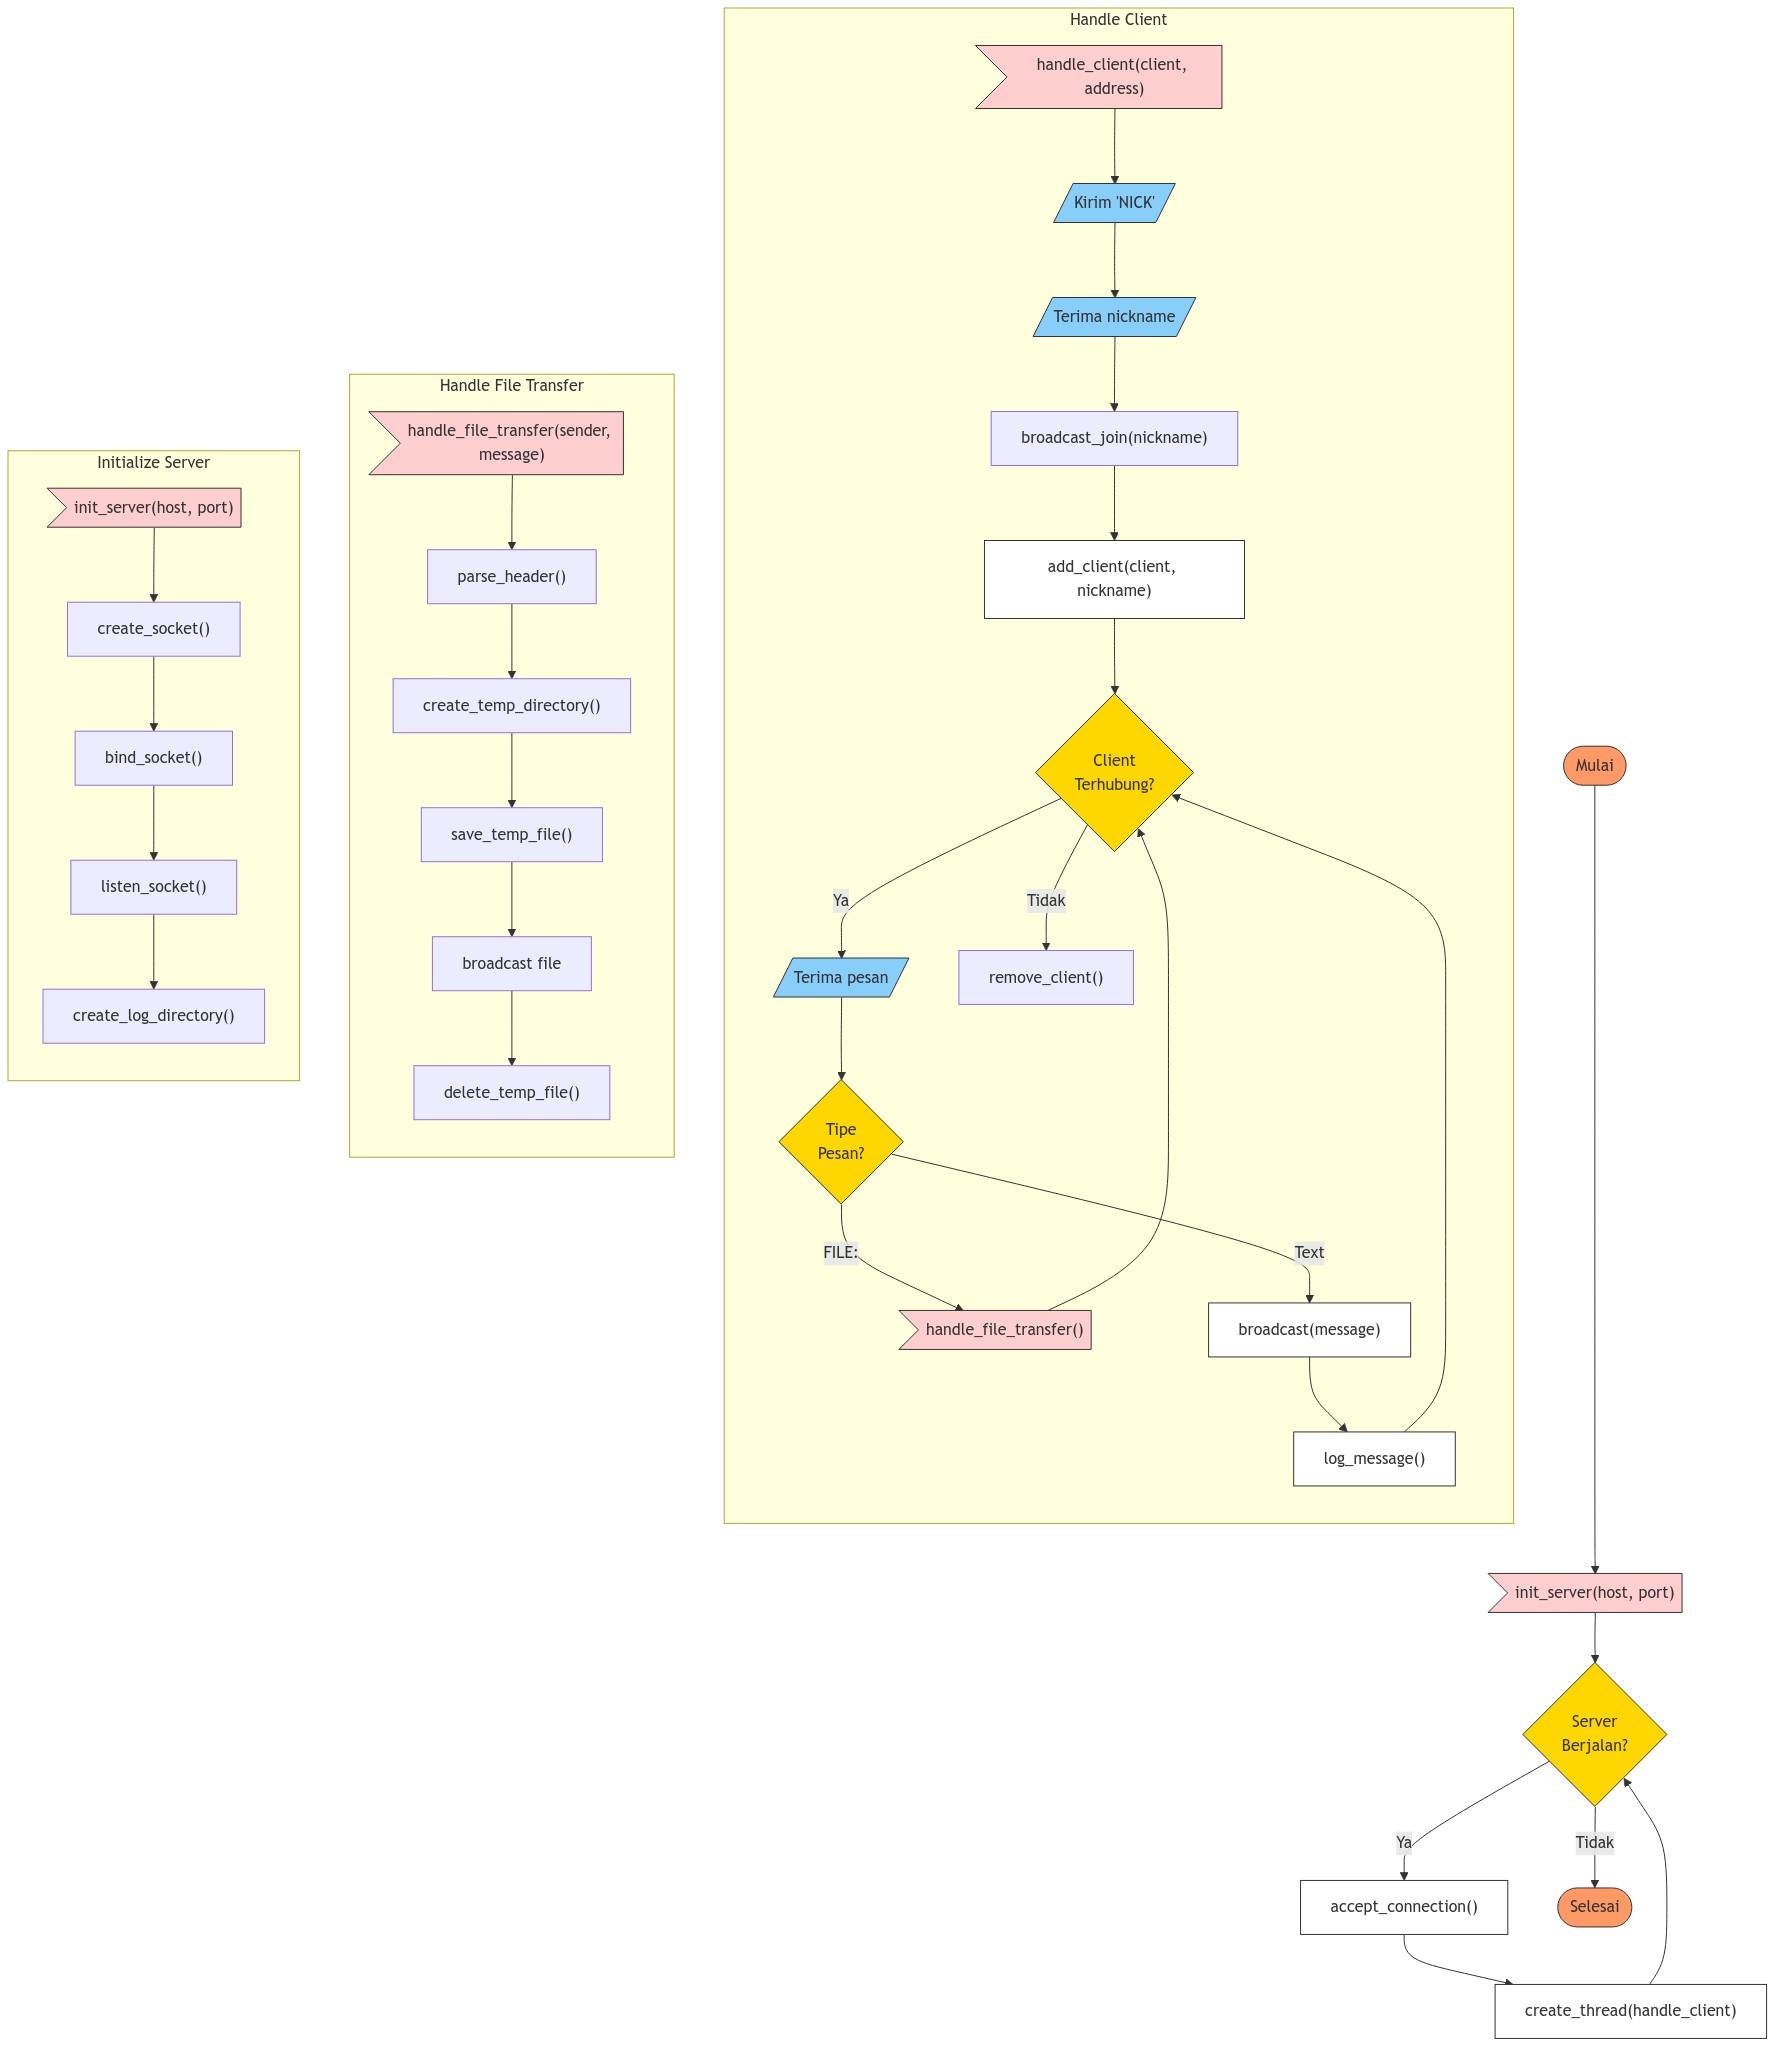 Initialize Server
init_server(host, port)
create_socket()
bind_socket()
listen_socket()
create_log_directory()
Handle File Transfer
handle_file_transfer(sender,
message)
parse_header()
create_temp_directory()
save_temp_file()
broadcast file
delete_temp_file()
Handle Client
handle_client(client,
address)
Kirim 'NICK'
Terima nickname
broadcast_join(nickname)
add_client(client,
nickname)
Client
Terhubung?
Ya
Tidak
Terima pesan
remove_client()
Tipe
Pesan?
FILE:
Text
handle_file_transfer()
broadcast(message)
log_message()
Mulai
init_server(host, port)
Server
Berjalan?
Ya
Tidak
accept_connection()
Selesai
create_thread(handle_client)